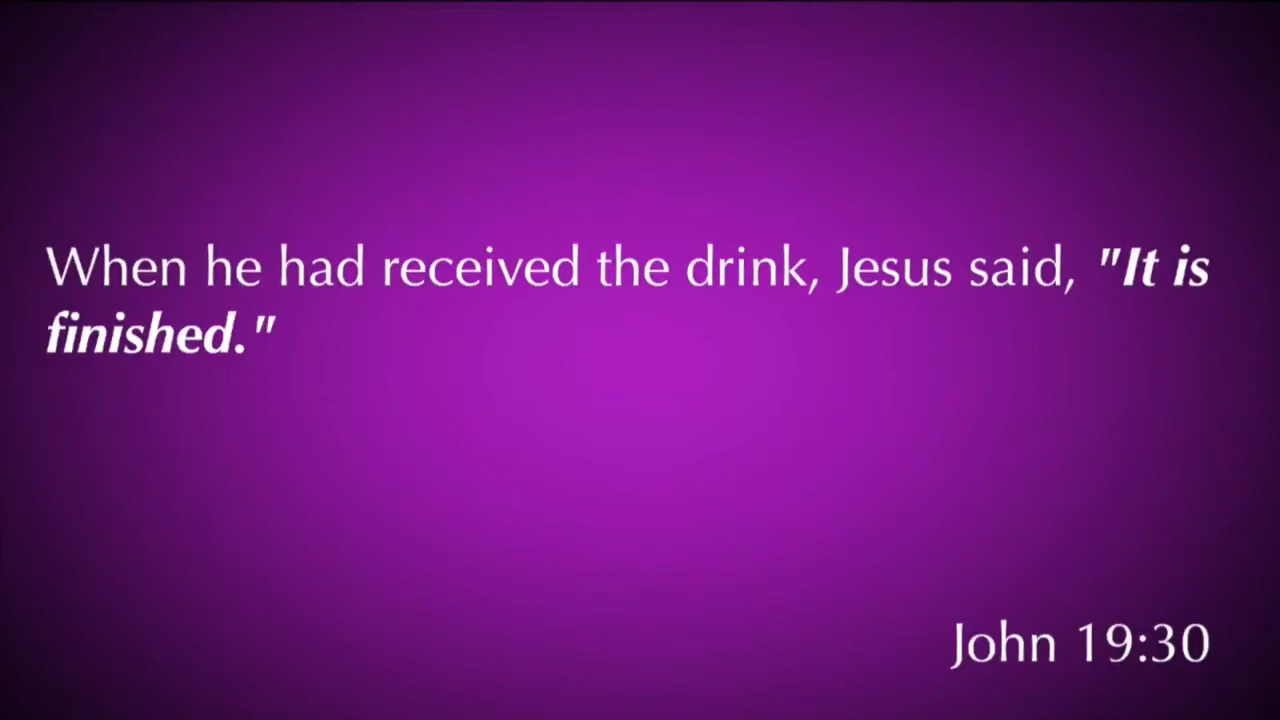 When he had received the drink, Jesus said, "It is
finished."
John 19:30